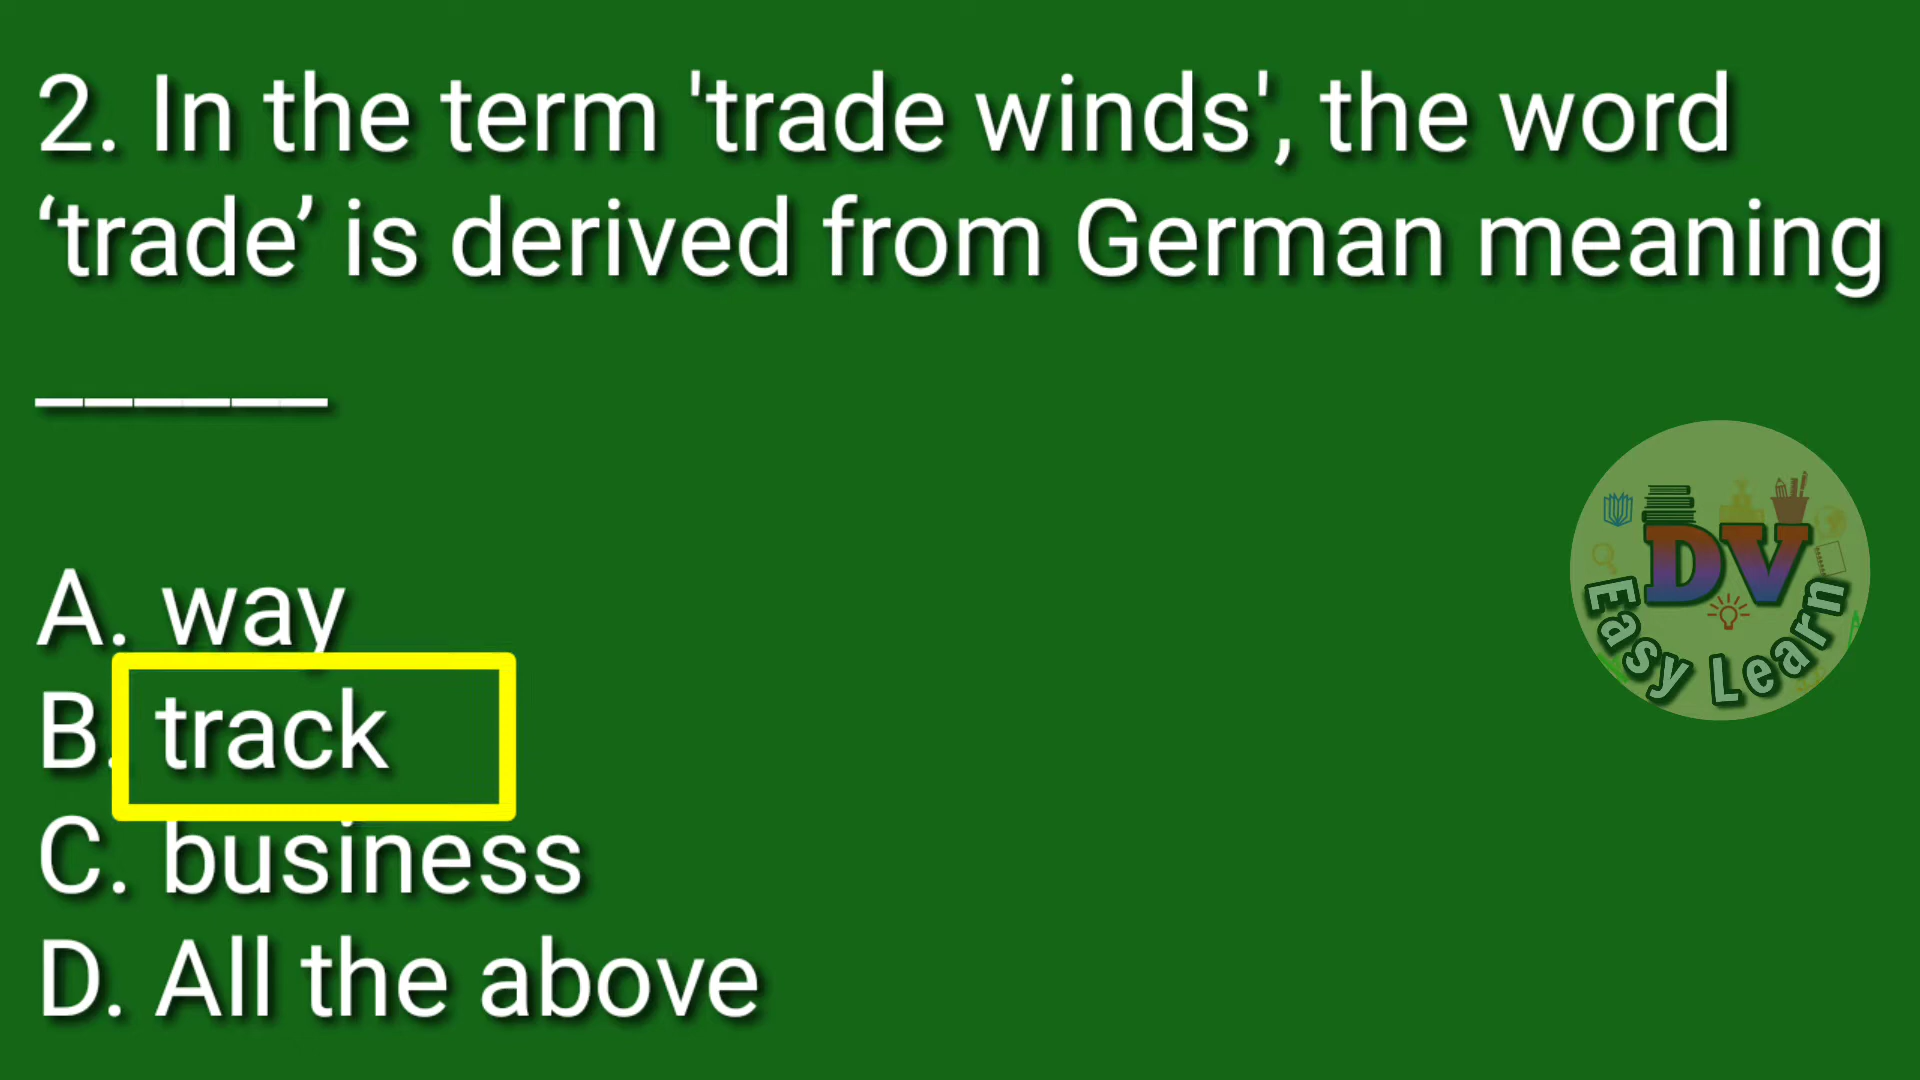 2. In the term 'trade winds', the word
‘trade’ is derived from German meaning
______
A. way
B. track
C. business
D. All the above
DV
Easy Learn